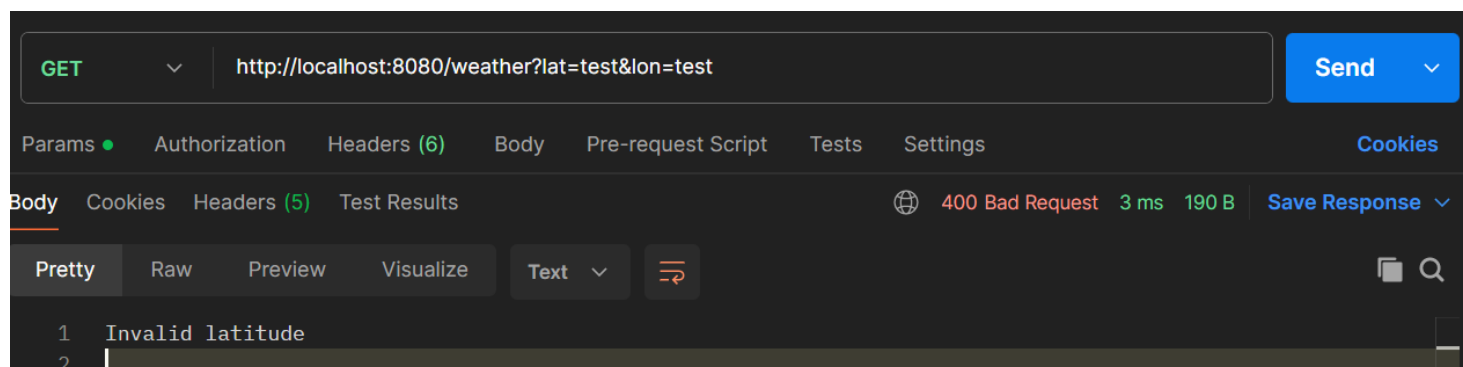 GET http://localhost:8080/weather?lat=test&lon=test Send
Params Authorization Headers (6) Body Pre-request Script Tests Settings Cookies
Body Cookies Headers (5) Test Results 400 Bad Request 3 ms 190 B Save Response
Pretty Raw Preview Visualize Text
1 Invalid latitude
2